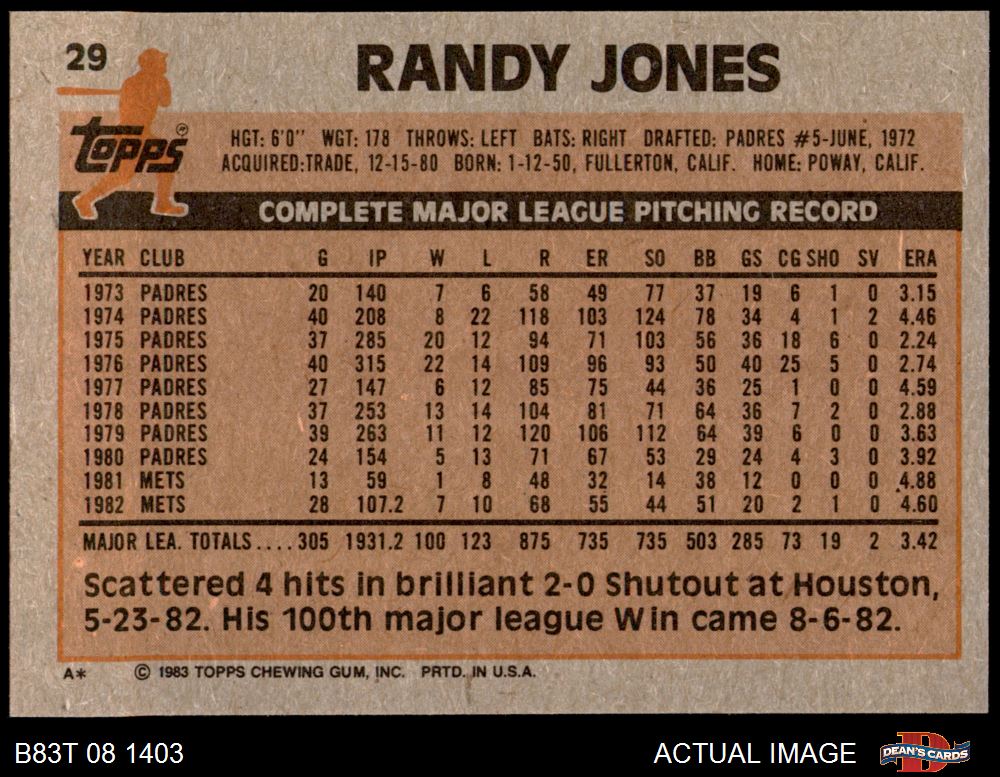 29
RANDY JONES
topps
HGT: 6'0" WGT: 178 THROWS: LEFT BATS: RIGHT DRAFTED: PADRES #5-JUNE, 1972
ACQUIRED:TRADE, 12-15-80 BORN: 1-12-50, FULLERTON, CALIF. HOME: POWAY, CALIF.
COMPLETE MAJOR LEAGUE PITCHING RECORD
YEAR CLUB G IP W L R ER SO BB GS CG SHO SV ERA
1973 PADRES 20 140 7 6 58 49 77 37 19 6 1 0 3.15
1974 PADRES 40 208 8 22 118 103 124 78 34 4 1 2 4.46
1975 PADRES 37 285 20 12 94 71 103 56 36 18 6 0 2.24
1976 PADRES 40 315 22 14 109 96 93 50 40 25 5 0 2.74
1977 PADRES 27 147 6 12 85 75 44 36 25 1 0 0 4.59
1978 PADRES 37 253 13 14 104 81 71 64 36 7 2 0 2.88
1979 PADRES 39 263 11 12 120 106 112 64 39 6 0 0 3.63
1980 PADRES 24 154 5 13 71 67 53 29 24 4 3 0 3.92
1981 METS 13 59 1 8 48 32 14 38 12 0 0 0 4.88
1982 METS 28 107.2 7 10 68 55 44 51 20 2 1 0 4.60
MAJOR LEA. TOTALS.... 305 1931.2 100 123 875 735 735 503 285 73 19 2 3.42
Scattered 4 hits in brilliant 2-0 Shutout at Houston,
5-23-82. His 100th major league Win came 8-6-82.
A* © 1983 TOPPS CHEWING GUM, INC. PRTD. IN U.S.A.
B83T 08 1403 ACTUAL IMAGE DEAN'S CARDS